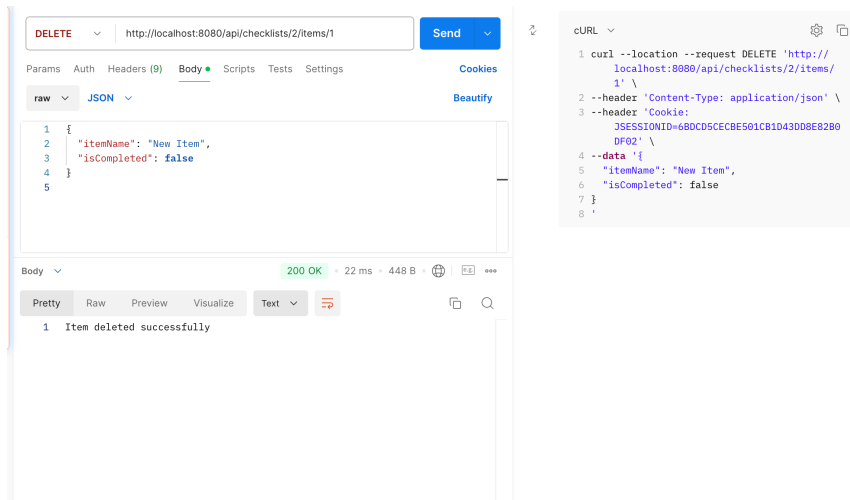 DELETE http://localhost:8080/api/checklists/2/items/1 Send
Params Auth Headers (9) Body Scripts Tests Settings Cookies
raw JSON Beautify
1 {
2 "itemName": "New Item",
3 "isCompleted": false
4 }
5
Body 200 OK 22 ms 448 B e.g.
Pretty Raw Preview Visualize Text
1 Item deleted successfully
cURL
1 curl --location --request DELETE 'http://
localhost:8080/api/checklists/2/items/
1' \
2 --header 'Content-Type: application/json' \
3 --header 'Cookie:
JSESSIONID=6BDCD5CECBE501CB1D43DD8E82B0
DF02' \
4 --data '{
5 "itemName": "New Item",
6 "isCompleted": false
7 }
8 '